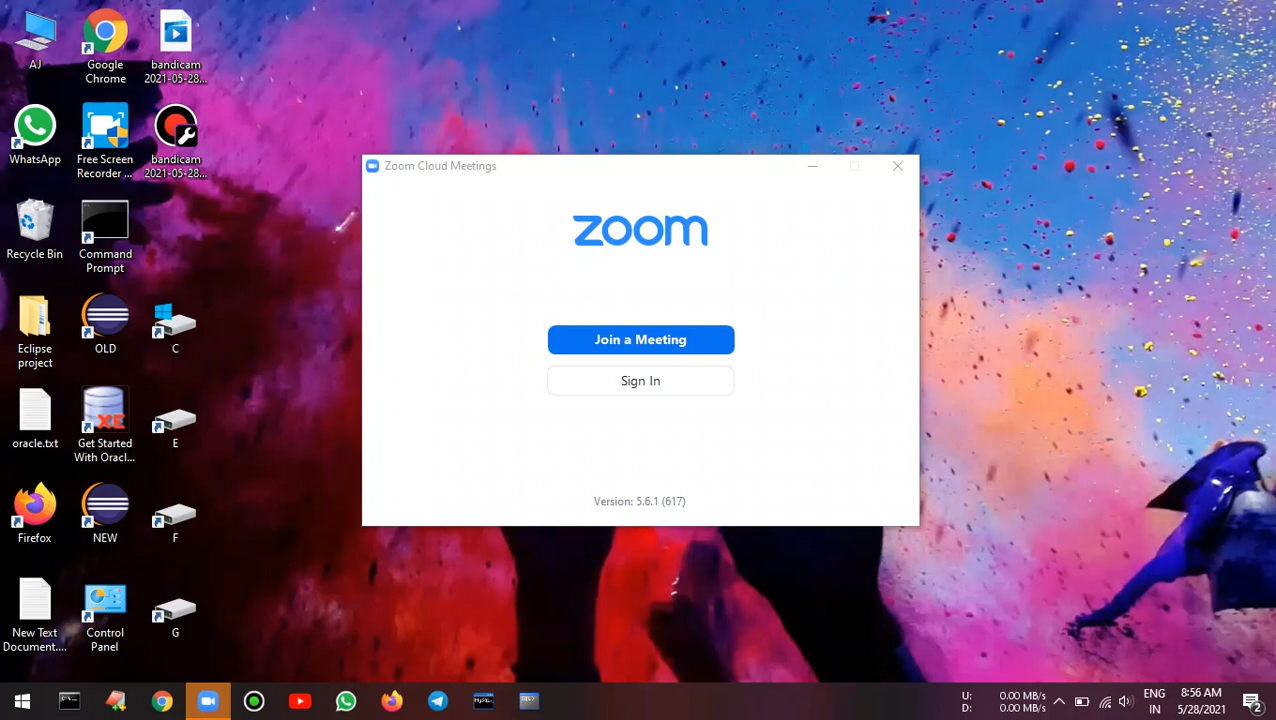 AJ
Google
Chrome
bandicam
2021-05-28...
WhatsApp
Free Screen
Recorder ...
bandicam
2021-05-28...
Recycle Bin
Command
Prompt
Eclipse
project
OLD
C
oracle.txt
XE
Get Started
With Oracl...
E
Firefox
NEW
F
New Text
Document....
Control
Panel
G
Zoom Cloud Meetings
zoom
Join a Meeting
Sign In
Version: 5.6.1 (617)
U: 0.00 MB/s
D: 0.00 MB/s
ENG
IN
8:56 AM
5/28/2021
2